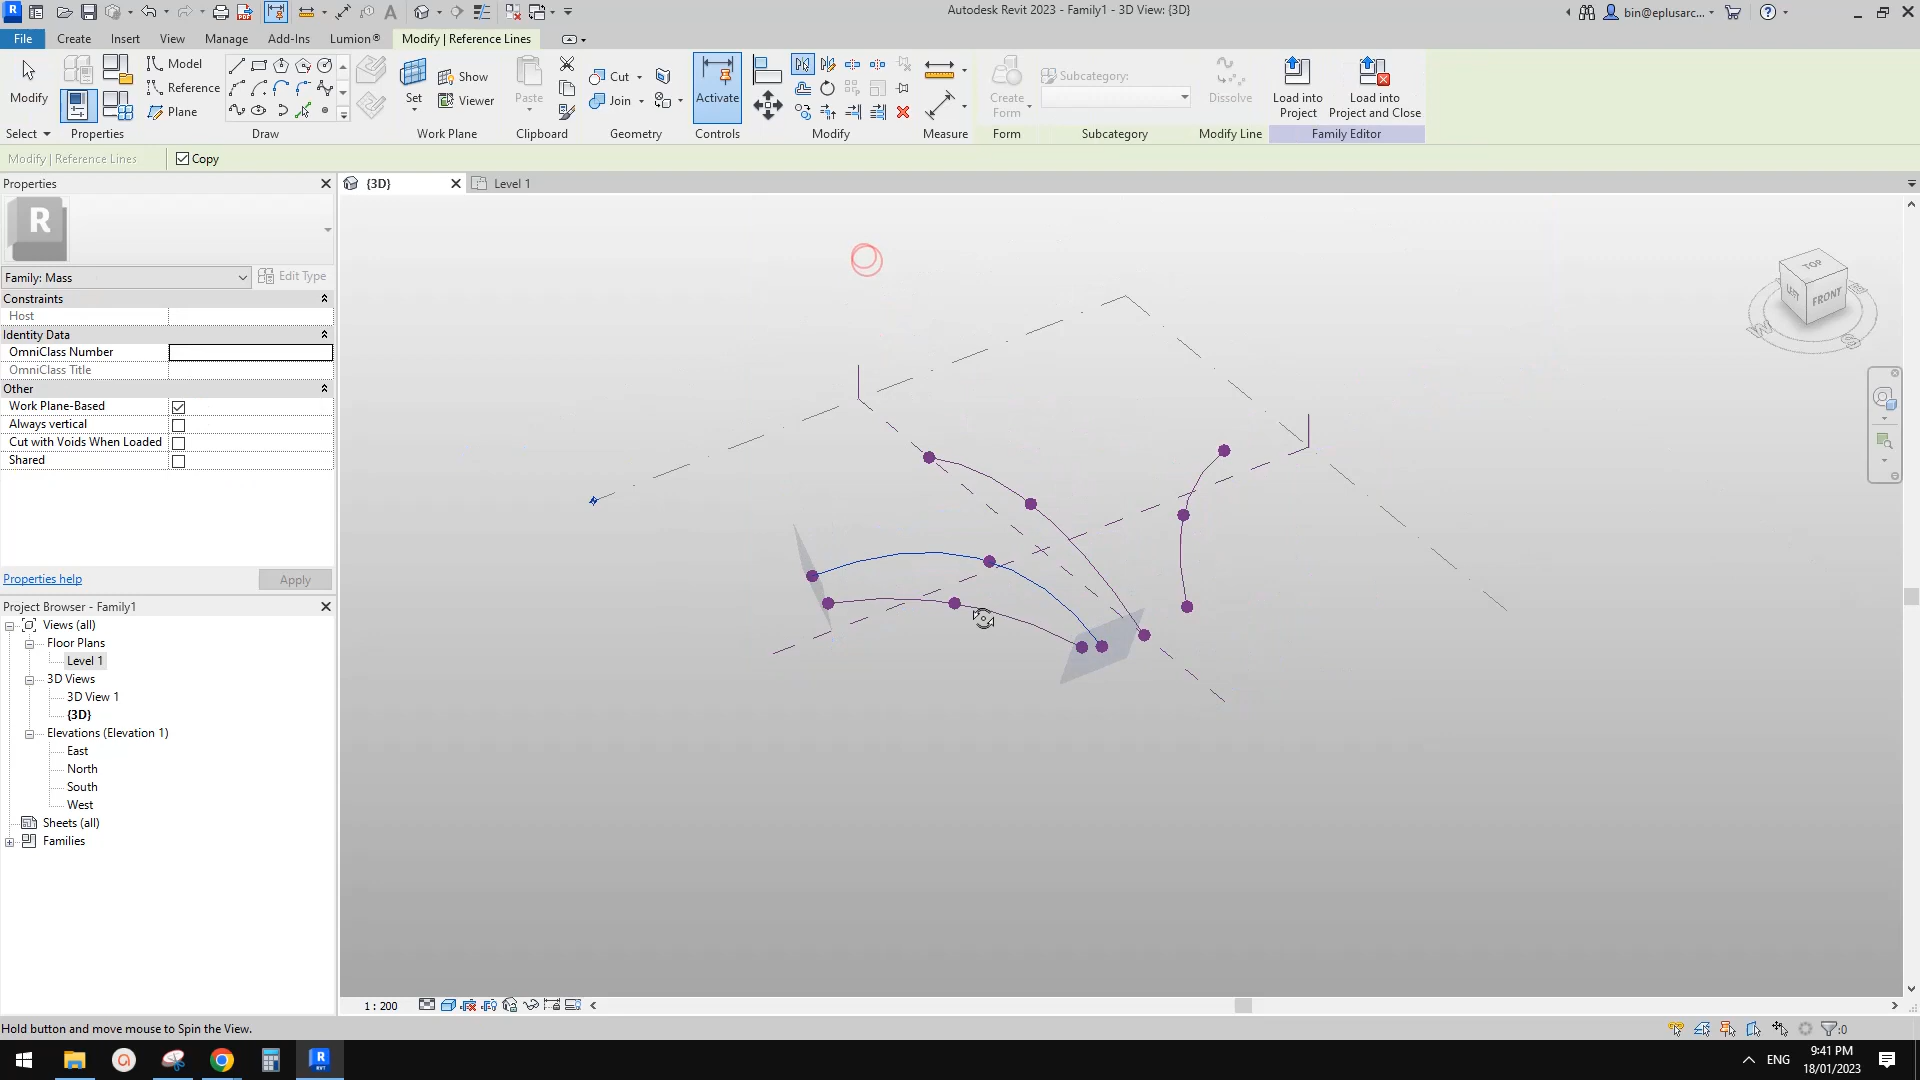 Autodesk Revit 2023 - Family1 - 3D View: {3D}
bin@eplusarc...
File Create Insert View Manage Add-Ins Lumion® Modify | Reference Lines
Modify
Model
Reference
Plane
Set
Show
Viewer
Paste
Cut
Join
Activate
Create
Form
Subcategory:
Dissolve
Load into
Project
Load into
Project and Close
Select Properties Draw Work Plane Clipboard Geometry Controls Modify Measure Form Subcategory Modify Line Family Editor
Modify | Reference Lines
Copy
Properties
{3D}
Level 1
R
Family: Mass
Edit Type
Constraints
Host
Identity Data
OmniClass Number
OmniClass Title
Other
Work Plane-Based
Always vertical
Cut with Voids When Loaded
Shared
Properties help
Apply
Project Browser - Family1
Views (all)
Floor Plans
Level 1
3D Views
3D View 1
{3D}
Elevations (Elevation 1)
East
North
South
West
Sheets (all)
Families
TOP
LEFT
FRONT
W
S
E
1 : 200
Hold button and move mouse to Spin the View.
:0
ENG
9:41 PM
18/01/2023